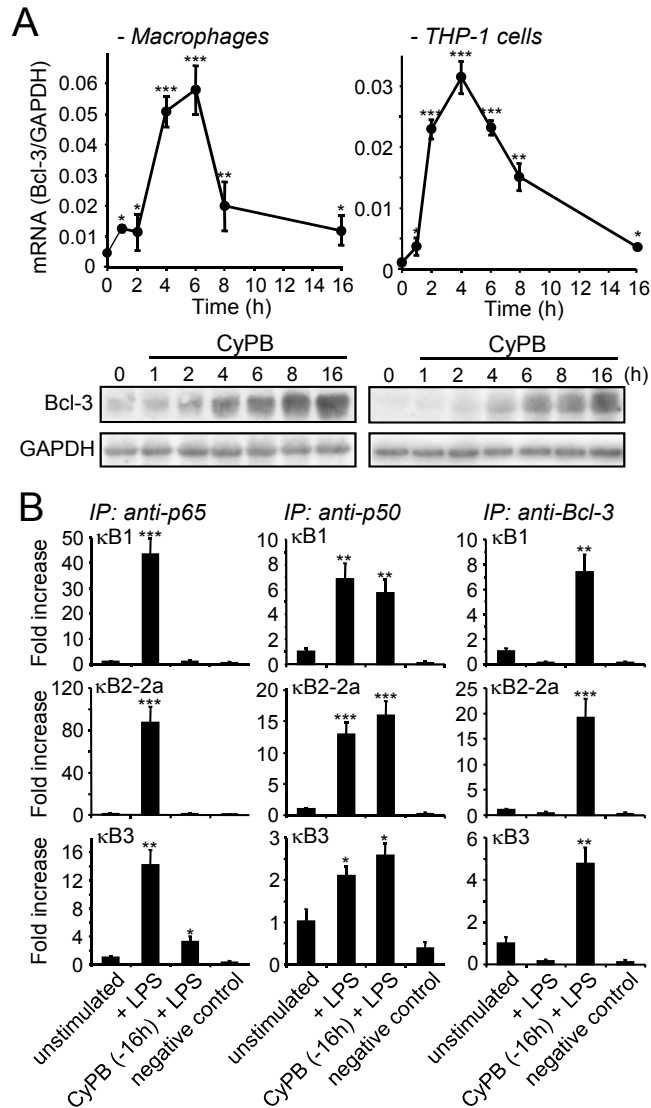 A
- Macrophages
- THP-1 cells
mRNA (Bcl-3/GAPDH)
0.06
0.05
0.04
0.03
0.02
0.01
0
***
***
*
*
**
*
0 2 4 6 8 10 12 14 16
Time (h)
0.03
0.02
0.01
0
***
***
***
**
*
*
0 2 4 6 8 10 12 14 16
Time (h)
CyPB
CyPB
0 1 2 4 6 8 16
0 1 2 4 6 8 16 (h)
Bcl-3
GAPDH
B
IP: anti-p65
IP: anti-p50
IP: anti-Bcl-3
Fold increase
κB1
50
40
30
20
10
0
***
κB1
10
8
6
4
2
0
**
**
κB1
10
8
6
4
2
0
**
Fold increase
κB2-2a
120
80
40
0
***
κB2-2a
20
15
10
5
0
***
***
κB2-2a
25
20
15
10
5
0
***
Fold increase
κB3
16
12
8
4
0
**
*
κB3
3
2
1
0
*
*
κB3
6
4
2
0
**
unstimulated
+ LPS
CyPB (-16h) + LPS
negative control
unstimulated
+ LPS
CyPB (-16h) + LPS
negative control
unstimulated
+ LPS
CyPB (-16h) + LPS
negative control